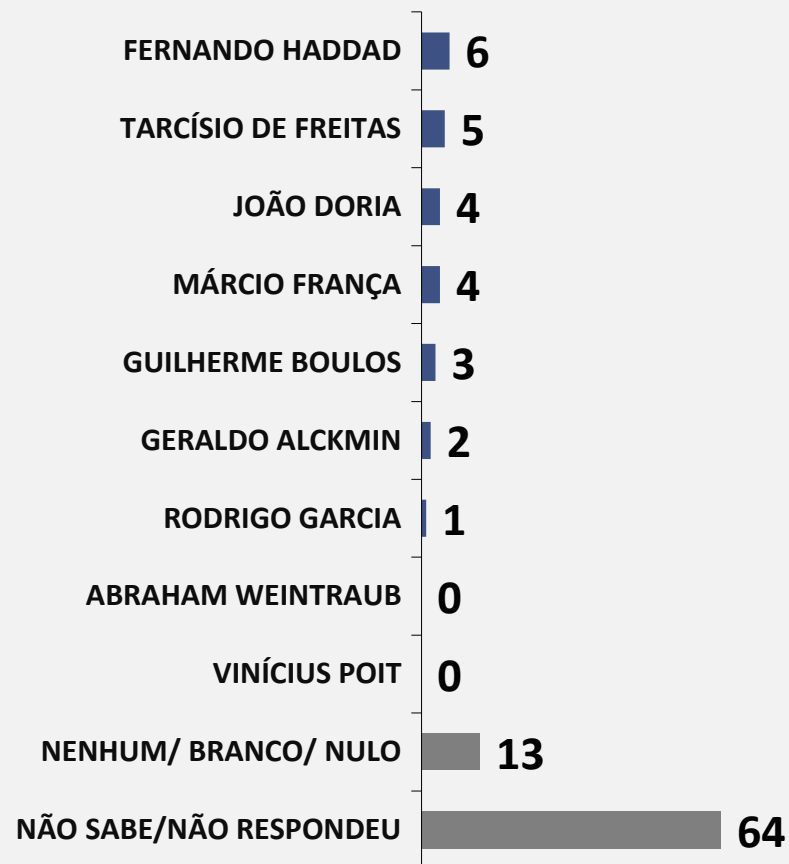 FERNANDO HADDAD 6
TARCÍSIO DE FREITAS 5
JOÃO DORIA 4
MÁRCIO FRANÇA 4
GUILHERME BOULOS 3
GERALDO ALCKMIN 2
RODRIGO GARCIA 1
ABRAHAM WEINTRAUB 0
VINÍCIUS POIT 0
NENHUM/ BRANCO/ NULO 13
NÃO SABE/NÃO RESPONDEU 64